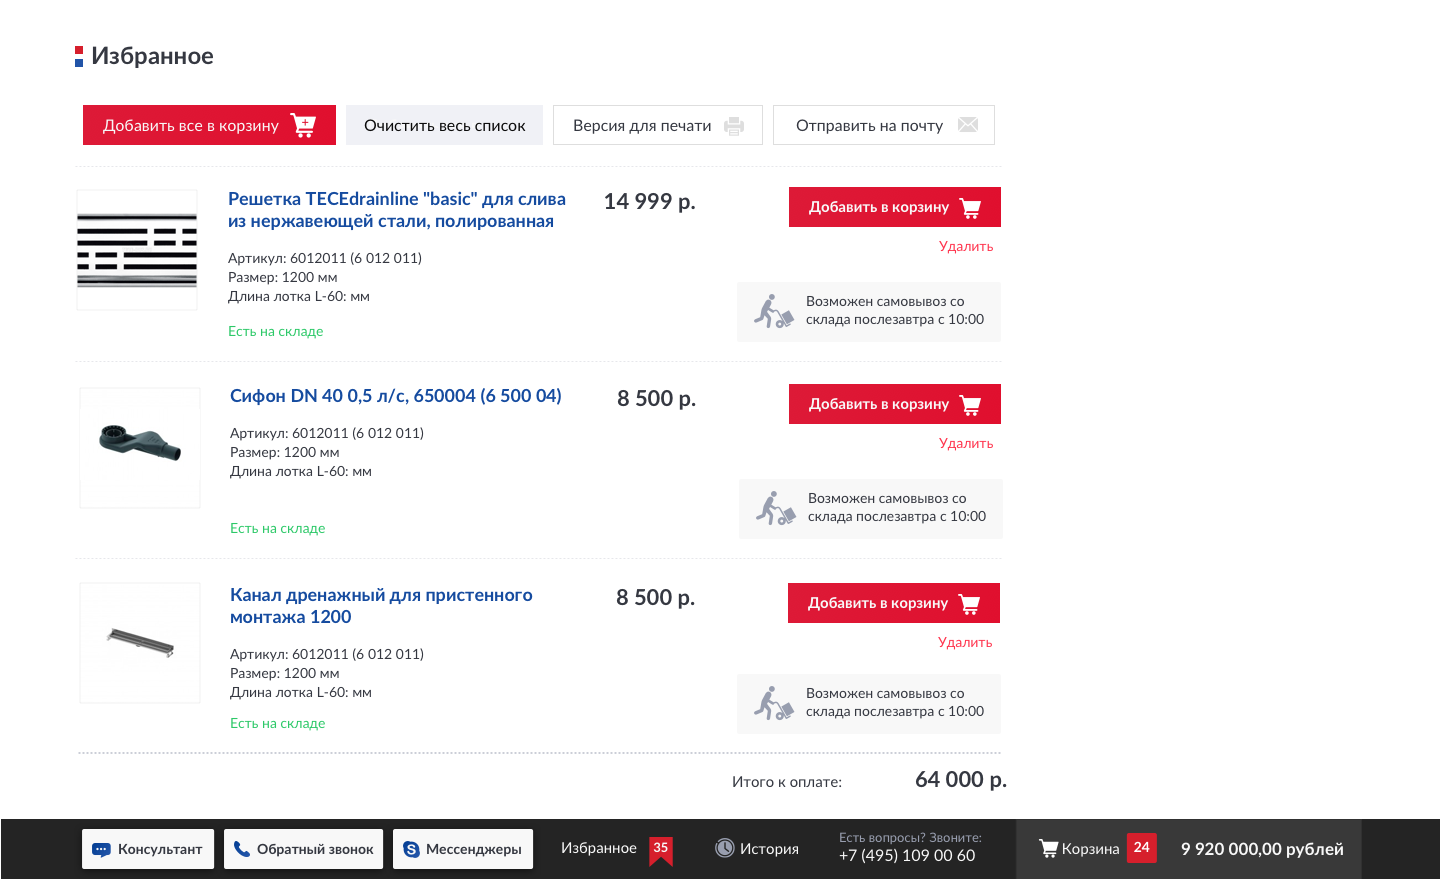 Избранное
Добавить все в корзину
Очистить весь список
Версия для печати
Отправить на почту
Решетка TECEdrainline "basic" для слива
из нержавеющей стали, полированная
14 999 р.
Добавить в корзину
Удалить
Артикул: 6012011 (6 012 011)
Размер: 1200 мм
Длина лотка L-60: мм
Возможен самовывоз со
склада послезавтра с 10:00
Есть на складе
Сифон DN 40 0,5 л/с, 650004 (6 500 04)
8 500 р.
Добавить в корзину
Удалить
Артикул: 6012011 (6 012 011)
Размер: 1200 мм
Длина лотка L-60: мм
Возможен самовывоз со
склада послезавтра с 10:00
Есть на складе
Канал дренажный для пристенного
монтажа 1200
8 500 р.
Добавить в корзину
Удалить
Артикул: 6012011 (6 012 011)
Размер: 1200 мм
Длина лотка L-60: мм
Возможен самовывоз со
склада послезавтра с 10:00
Есть на складе
Итого к оплате:
64 000 р.
Консультант
Обратный звонок
Мессенджеры
Избранное
35
История
Есть вопросы? Звоните:
+7 (495) 109 00 60
Корзина
24
9 920 000,00 рублей